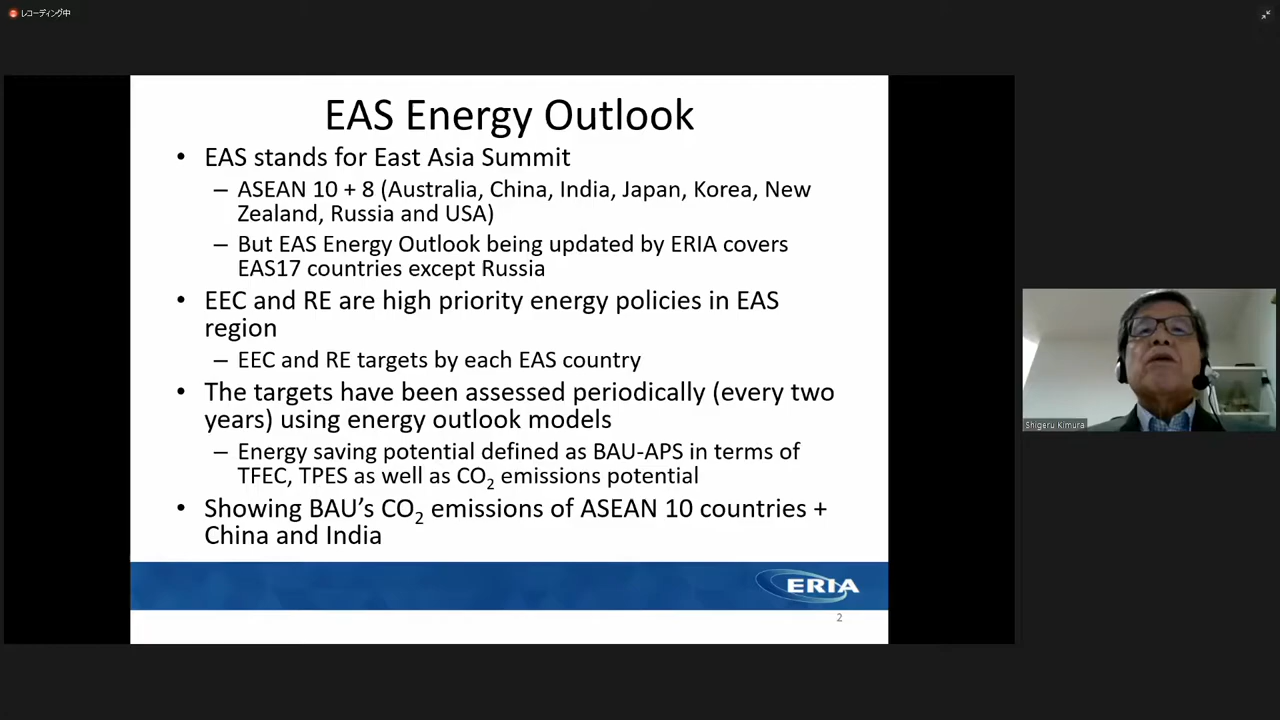 レコーディング中
EAS Energy Outlook
• EAS stands for East Asia Summit
– ASEAN 10 + 8 (Australia, China, India, Japan, Korea, New
Zealand, Russia and USA)
– But EAS Energy Outlook being updated by ERIA covers
EAS17 countries except Russia
• EEC and RE are high priority energy policies in EAS
region
– EEC and RE targets by each EAS country
• The targets have been assessed periodically (every two
years) using energy outlook models
– Energy saving potential defined as BAU-APS in terms of
TFEC, TPES as well as CO₂ emissions potential
• Showing BAU’s CO₂ emissions of ASEAN 10 countries +
China and India
ERIA
2
Shigeru Kimura